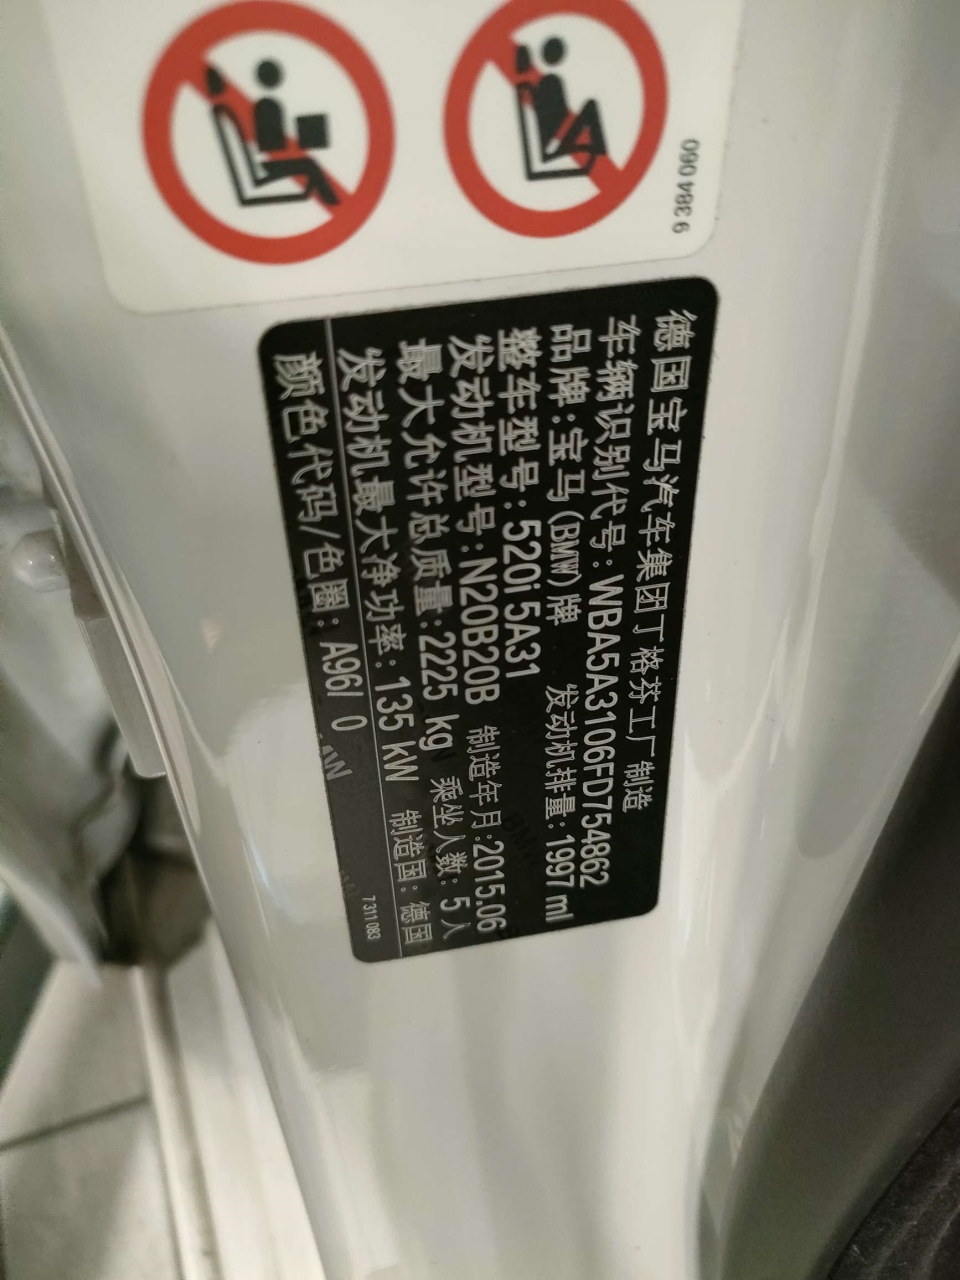 9 384 060
德国宝马汽车集团丁格芬工厂 制造
车辆识别代号：WBA5A3106FD754862
品牌：宝马(BMW)牌 发动机排量：1997 ml
整车型号：520i 5A31
发动机型号：N20B20B 制造年月：2015.06
最大允许总质量：2225 kg 乘坐人数：5人
发动机最大净功率：135 kW 制造国：德国
颜色代码/色圈：A96/ 0
7 311 083